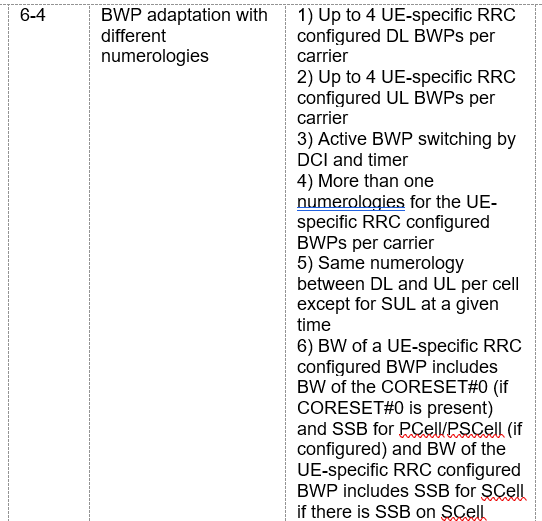 6-4
BWP adaptation with
different
numerologies
1) Up to 4 UE-specific RRC
configured DL BWPs per
carrier
2) Up to 4 UE-specific RRC
configured UL BWPs per
carrier
3) Active BWP switching by
DCI and timer
4) More than one
numerologies for the UE-
specific RRC configured
BWPs per carrier
5) Same numerology
between DL and UL per cell
except for SUL at a given
time
6) BW of a UE-specific RRC
configured BWP includes
BW of the CORESET#0 (if
CORESET#0 is present)
and SSB for PCell/PSCell (if
configured) and BW of the
UE-specific RRC configured
BWP includes SSB for SCell
if there is SSB on SCell